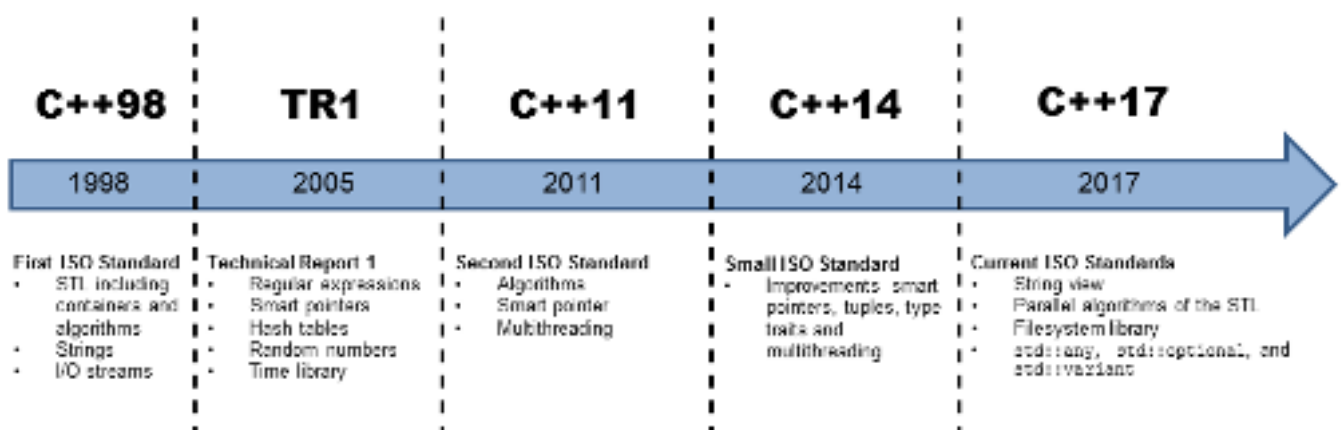 C++98
TR1
C++11
C++14
C++17
1998
2005
2011
2014
2017
First ISO Standard
• STL including
containers and
algorithms
• Strings
• I/O streams
Technical Report 1
• Regular expressions
• Smart pointers
• Hash tables
• Random numbers
• Time library
Second ISO Standard
• Algorithms
• Smart pointer
• Multithreading
Small ISO Standard
• Improvements smart
pointers, tuples, type
traits and
multithreading
Current ISO Standards
• String view
• Parallel algorithms of the STL
• Filesystem library
• std::any, std::optional, and
std::variant